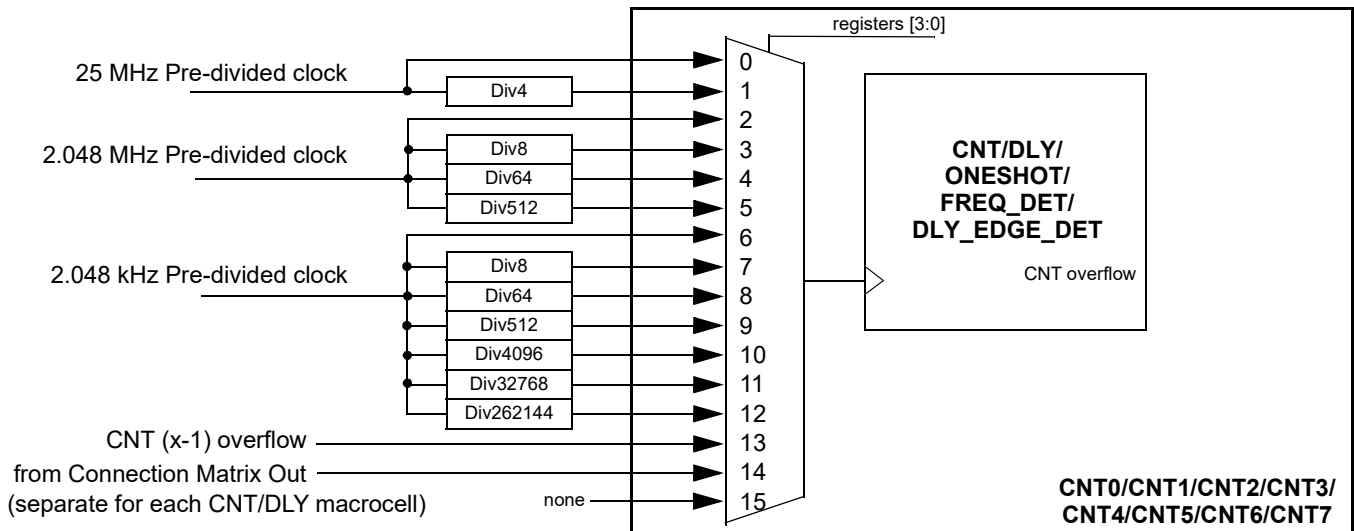 registers [3:0]
25 MHz Pre-divided clock
0
Div4
1
2
2.048 MHz Pre-divided clock
Div8
3
Div64
4
Div512
5
6
2.048 kHz Pre-divided clock
Div8
7
Div64
8
Div512
9
Div4096
10
Div32768
11
Div262144
12
CNT (x-1) overflow
13
from Connection Matrix Out
14
(separate for each CNT/DLY macrocell)
none
15
CNT/DLY/
ONESHOT/
FREQ_DET/
DLY_EDGE_DET
CNT overflow
CNT0/CNT1/CNT2/CNT3/
CNT4/CNT5/CNT6/CNT7